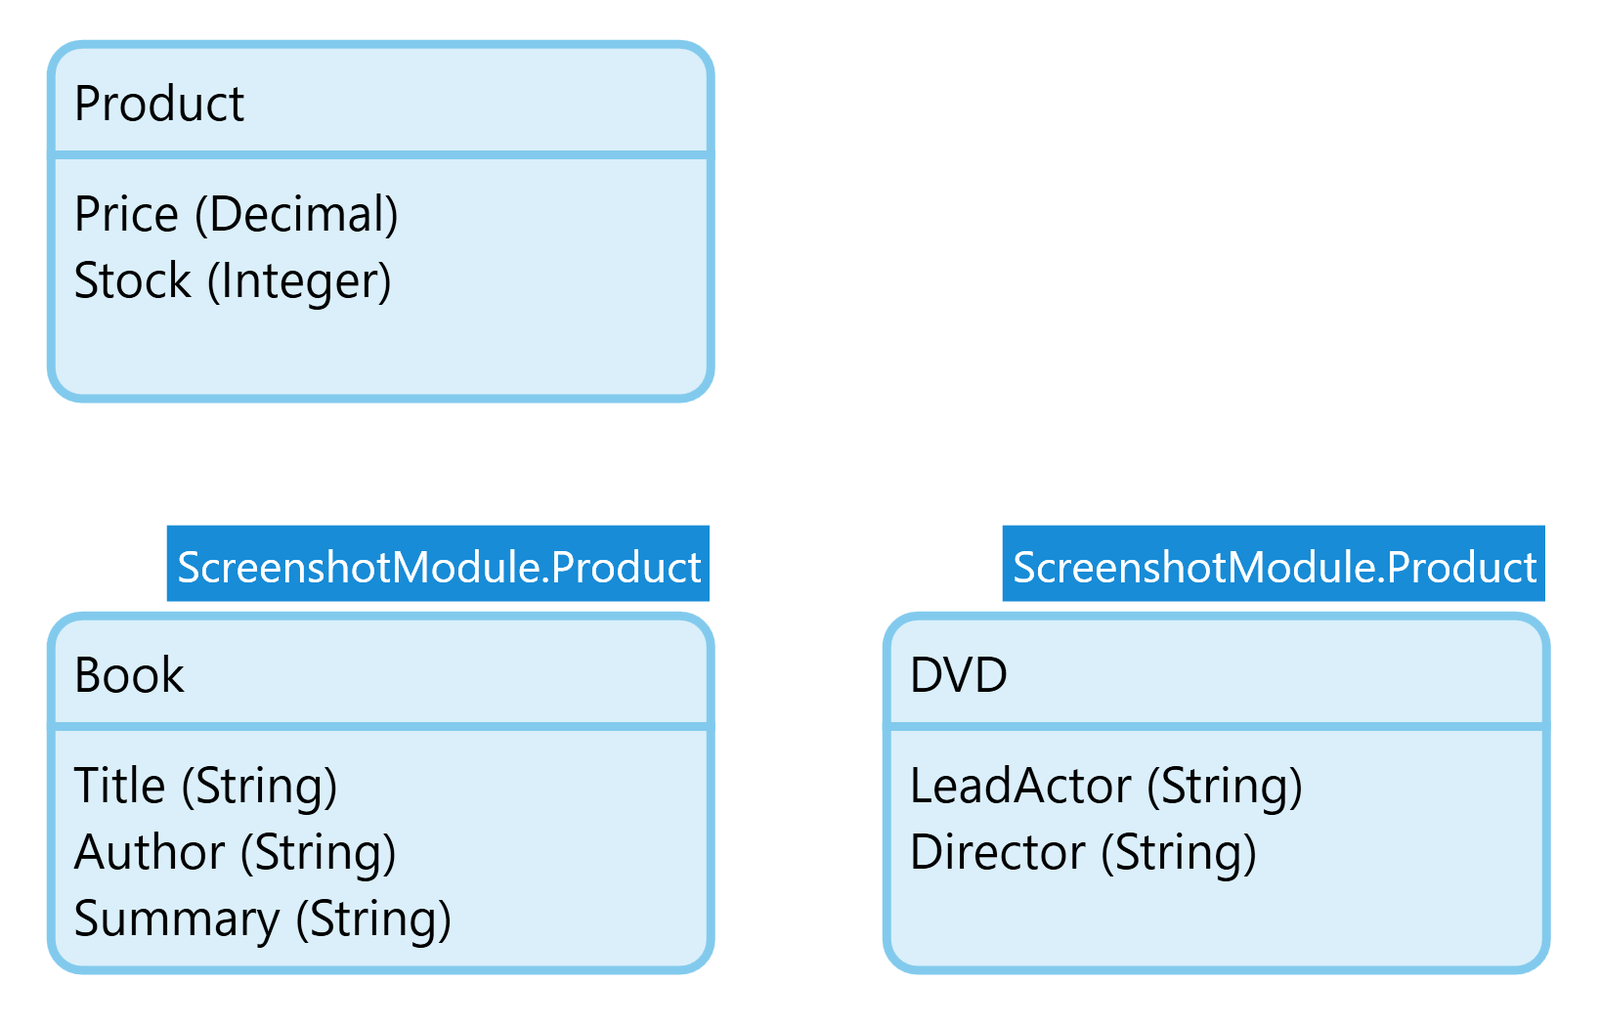 Product
Price (Decimal)
Stock (Integer)
ScreenshotModule.Product
Book
Title (String)
Author (String)
Summary (String)
ScreenshotModule.Product
DVD
LeadActor (String)
Director (String)